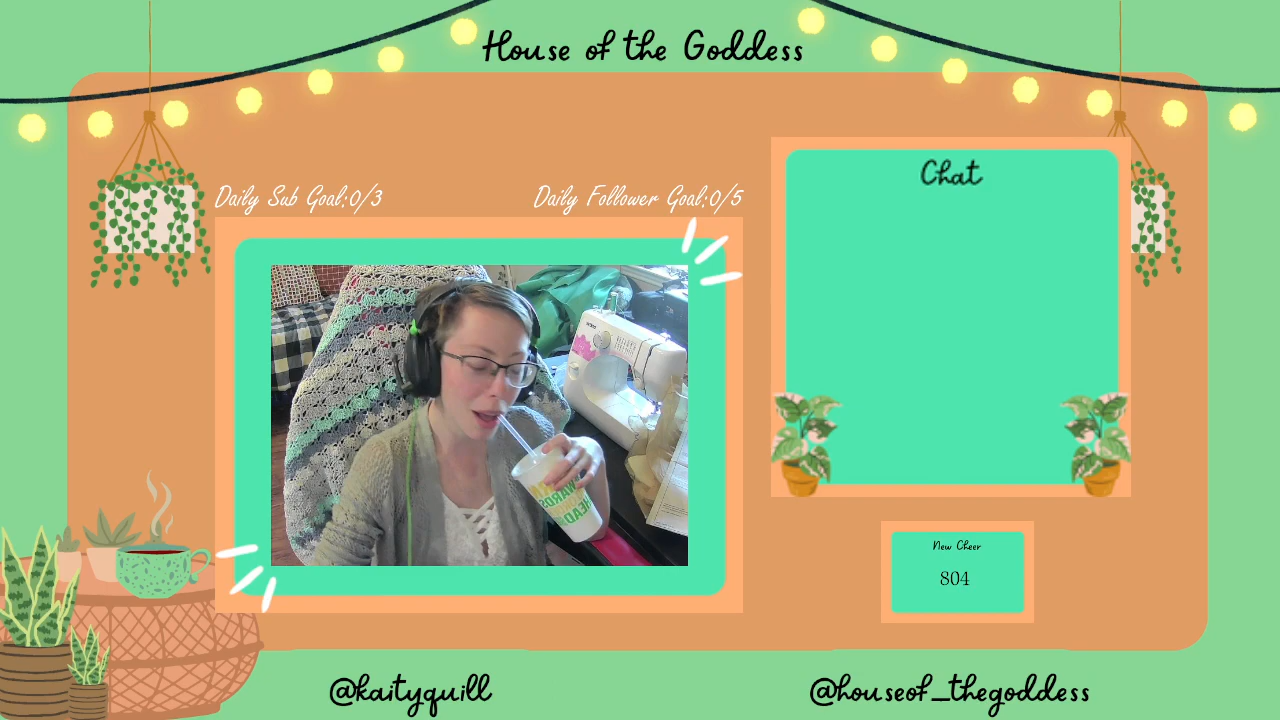 House of the Goddess
Daily Sub Goal:0/3
Daily Follower Goal:0/5
Chat
New Cheer
804
@kaityquill
@houseof_thegoddess